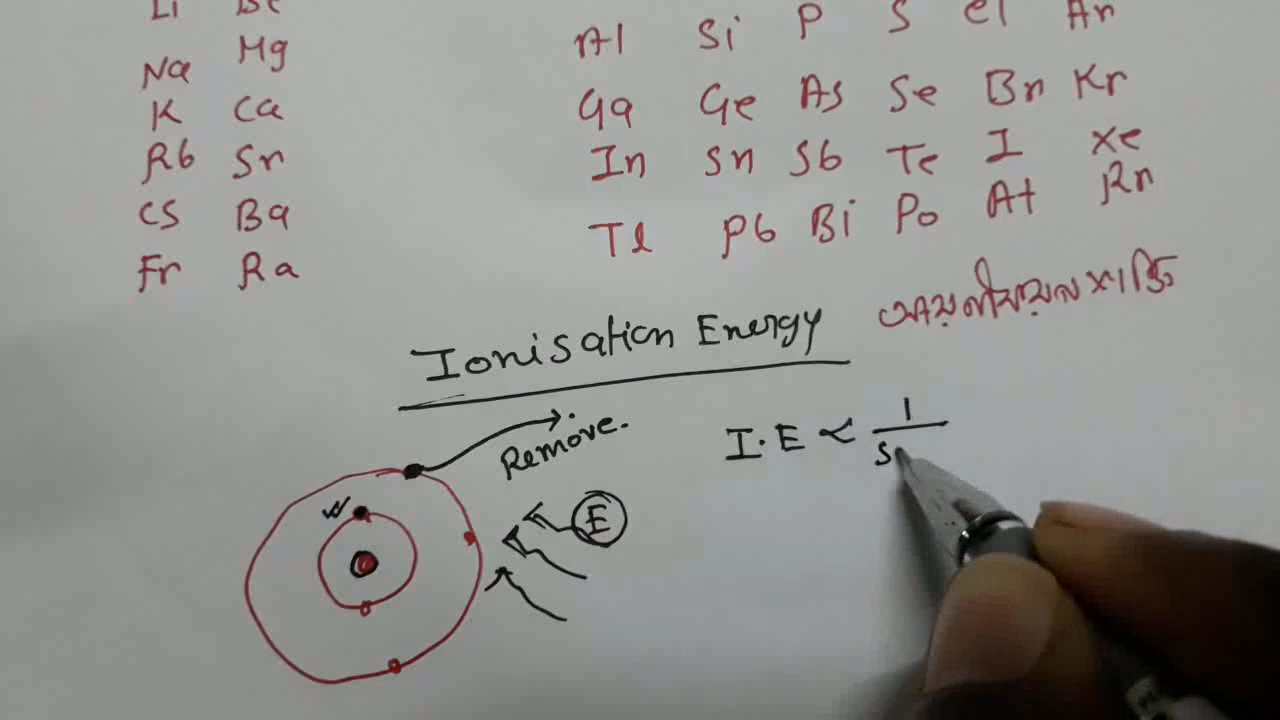 Li Be
Na Mg Al Si P S Cl Ar
K Ca Ga Ge As Se Br Kr
Rb Sr In Sn Sb Te I Xe
Cs Ba Tl Pb Bi Po At Rn
Fr Ra
Ionisation Energy
Remove.
I.E ∝ 1
E